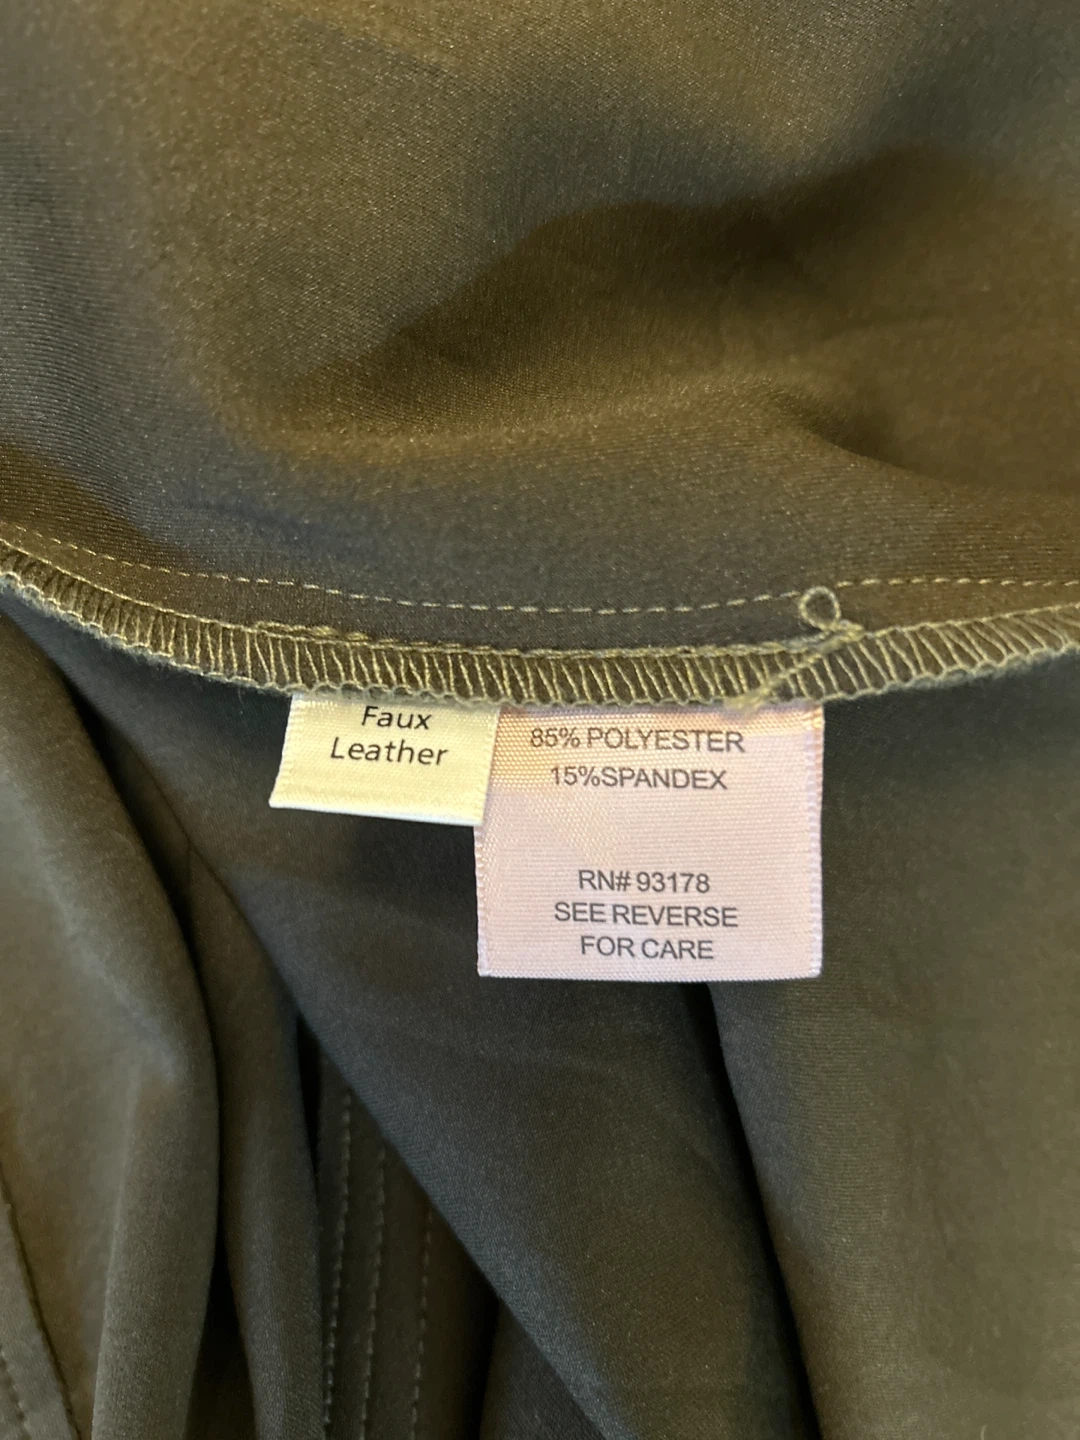 Faux
Leather
85% POLYESTER
15%SPANDEX
RN# 93178
SEE REVERSE
FOR CARE